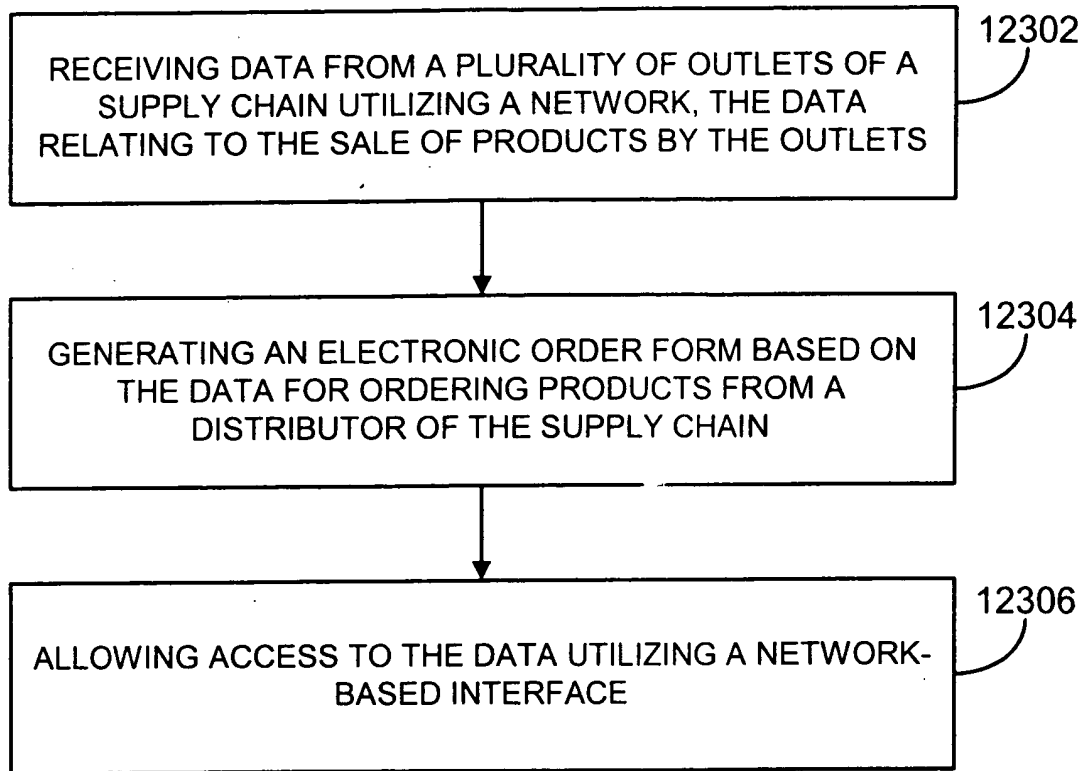 12302
RECEIVING DATA FROM A PLURALITY OF OUTLETS OF A
SUPPLY CHAIN UTILIZING A NETWORK, THE DATA
RELATING TO THE SALE OF PRODUCTS BY THE OUTLETS
12304
GENERATING AN ELECTRONIC ORDER FORM BASED ON
THE DATA FOR ORDERING PRODUCTS FROM A
DISTRIBUTOR OF THE SUPPLY CHAIN
12306
ALLOWING ACCESS TO THE DATA UTILIZING A NETWORK-
BASED INTERFACE